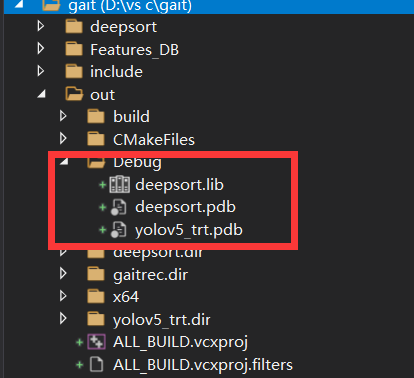 gait (D:\vs c\gait)
deepsort
Features_DB
include
out
build
CMakeFiles
Debug
deepsort.lib
deepsort.pdb
yolov5_trt.pdb
deepsort.dir
gaitrec.dir
x64
yolov5_trt.dir
ALL_BUILD.vcxproj
ALL_BUILD.vcxproj.filters